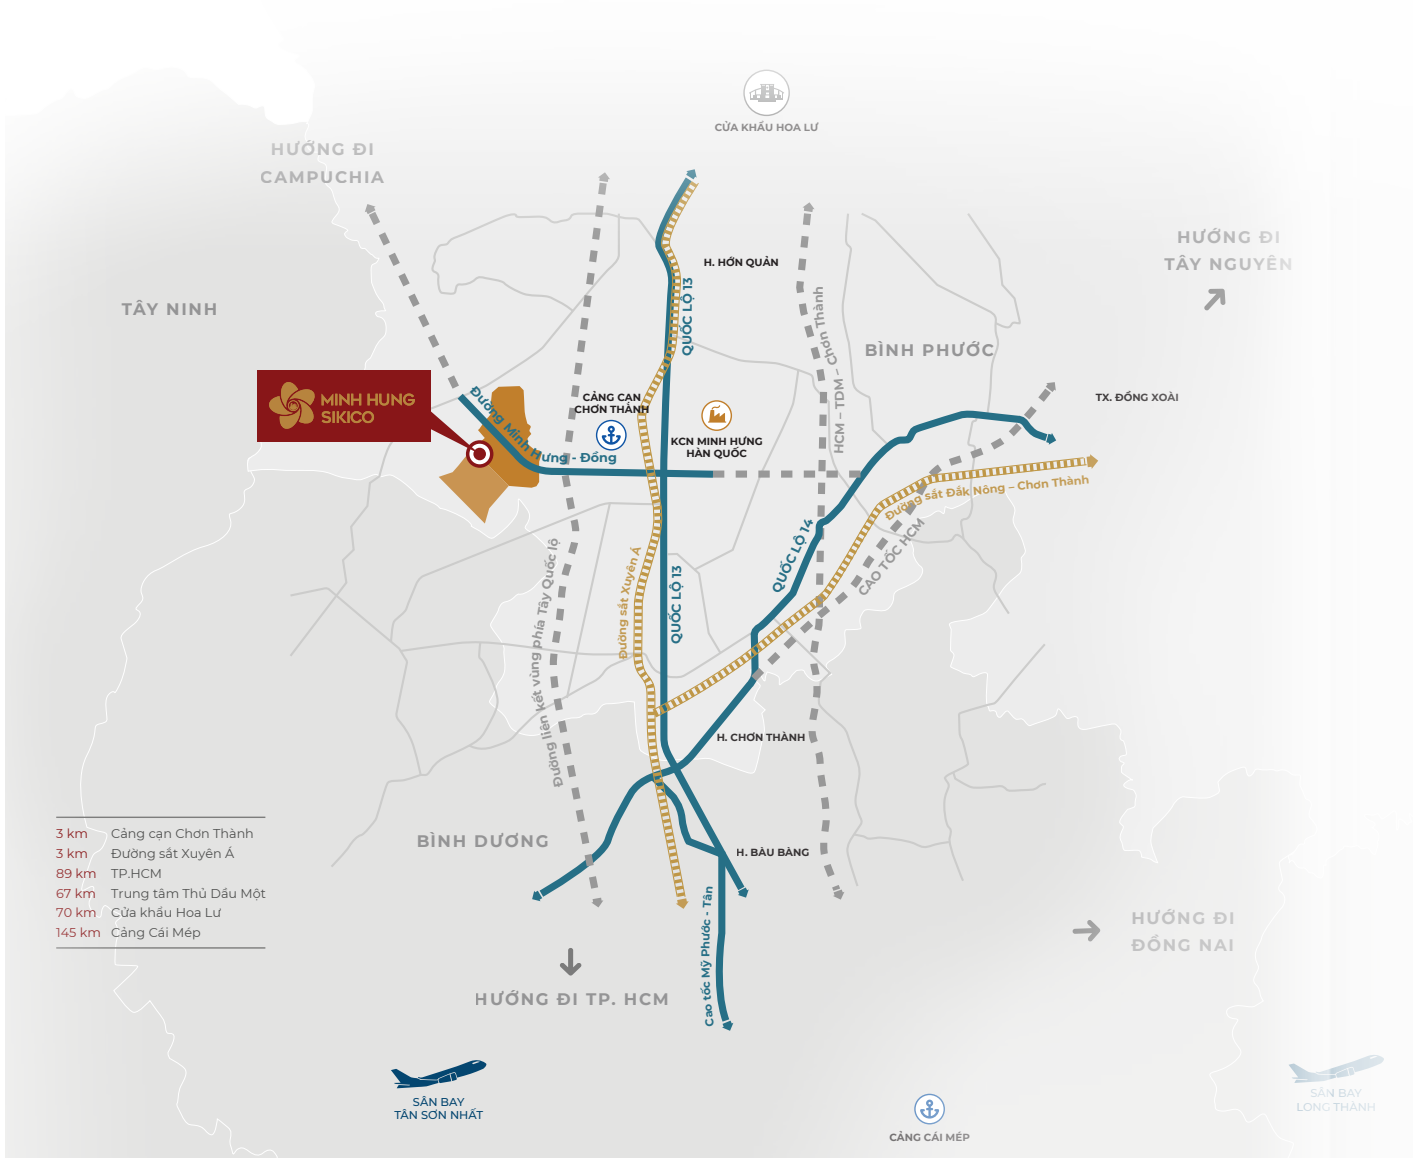 CỬA KHẨU HOA LƯ
HƯỚNG ĐI
CAMPUCHIA
HƯỚNG ĐI
TÂY NGUYÊN
H. HỚN QUẢN
TÂY NINH
QUỐC LỘ 13
HCM – TDM – Chơn Thành
BÌNH PHƯỚC
MINH HUNG
SIKICO
Đường Minh Hưng - Đồng
CẢNG CẠN
CHƠN THÀNH
KCN MINH HƯNG
HÀN QUỐC
TX. ĐỒNG XOÀI
Đường sắt Đắk Nông – Chơn Thành
QUỐC LỘ 14
CAO TỐC HCM
Đường liên kết vùng phía Tây Quốc lộ
Đường sắt Xuyên Á
QUỐC LỘ 13
H. CHƠN THÀNH
3 km Cảng cạn Chơn Thành
3 km Đường sắt Xuyên Á
89 km TP.HCM
67 km Trung tâm Thủ Dầu Một
70 km Cửa khẩu Hoa Lư
145 km Cảng Cái Mép
BÌNH DƯƠNG
H. BÀU BÀNG
Cao tốc Mỹ Phước - Tân
HƯỚNG ĐI
ĐỒNG NAI
HƯỚNG ĐI TP. HCM
SÂN BAY
TÂN SƠN NHẤT
CẢNG CÁI MÉP
SÂN BAY
LONG THÀNH